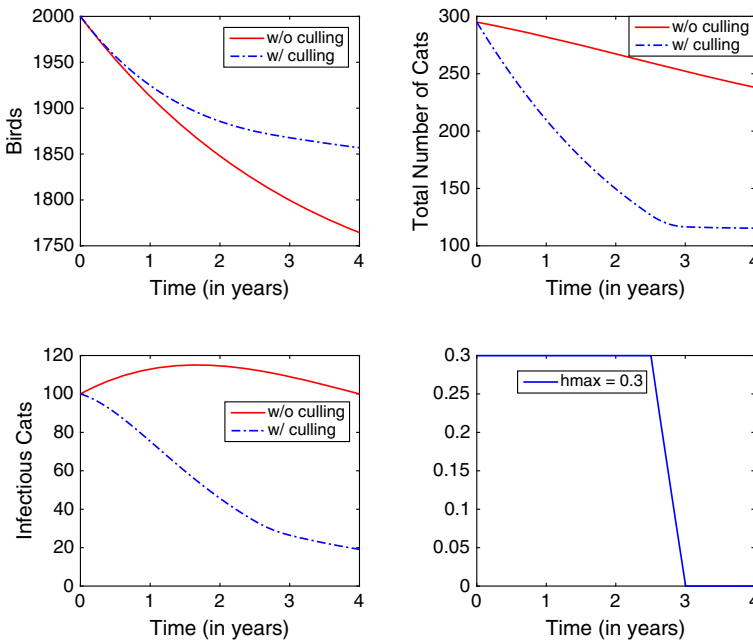 2000
1950
1900
1850
1800
1750
Birds
w/o culling
w/ culling
0 1 2 3 4
Time (in years)
300
250
200
150
100
Total Number of Cats
w/o culling
w/ culling
0 1 2 3 4
Time (in years)
120
100
80
60
40
20
0
Infectious Cats
w/o culling
w/ culling
0 1 2 3 4
Time (in years)
0.3
0.25
0.2
0.15
0.1
0.05
0
hmax = 0.3
0 1 2 3 4
Time (in years)